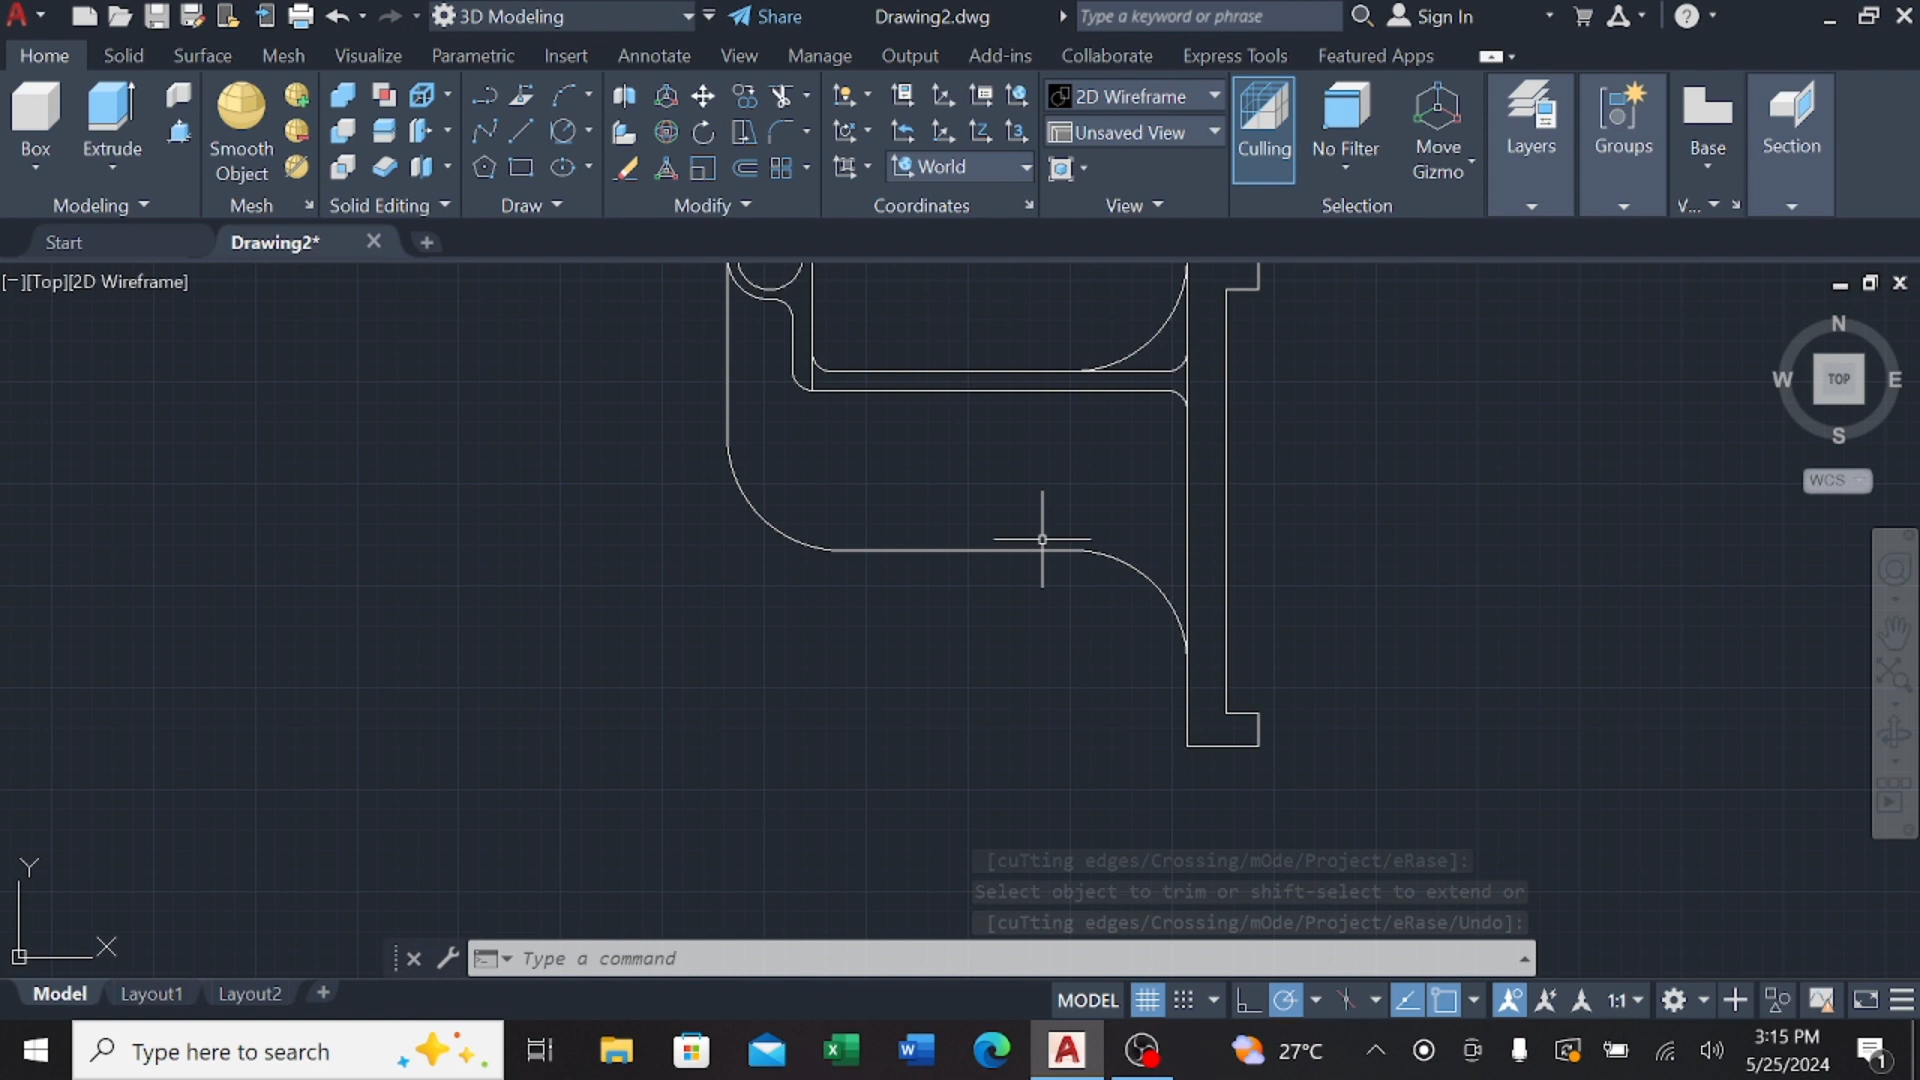 3D Modeling
Share
Drawing2.dwg
Type a keyword or phrase
Sign In
Home
Solid
Surface
Mesh
Parametric
Visualize
Insert
Annotate
View
Manage
Output
Add-ins
Collaborate
Express Tools
Featured Apps
Box
Extrude
Smooth
Object
2D Wireframe
Unsaved View
World
Culling
No Filter
Move
Gizmo
Layers
Groups
Base
Section
Modeling
Mesh
Solid Editing
Draw
Modify
Coordinates
View
Selection
V...
Start
Drawing2*
[−][Top][2D Wireframe]
N
W
TOP
E
S
WCS
Y
X
[cuTting edges/Crossing/mOde/Project/eRase]:
Select object to trim or shift-select to extend or
[cuTting edges/Crossing/mOde/Project/eRase/Undo]:
Type a command
Model
Layout1
Layout2
MODEL
1:1
Type here to search
27°C
3:15 PM
5/25/2024
1